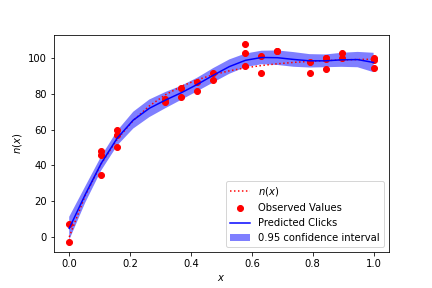 100
80
60
40
20
0
n(x)
0.0 0.2 0.4 0.6 0.8 1.0
x
n(x)
Observed Values
Predicted Clicks
0.95 confidence interval